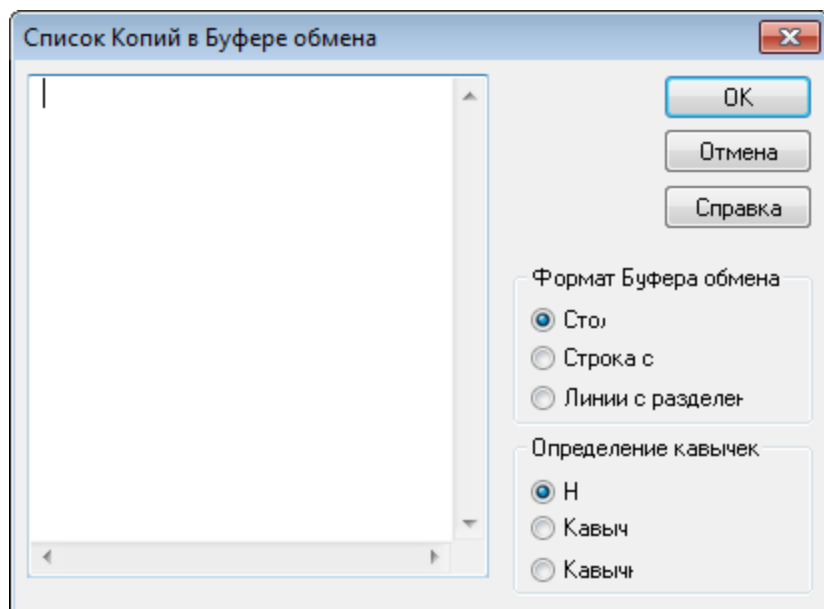 Список Копий в Буфере обмена
OK
Отмена
Справка
Формат Буфера обмена
Стол
Строка с
Линии с разделен
Определение кавычек
Н
Кавыч
Кавычк